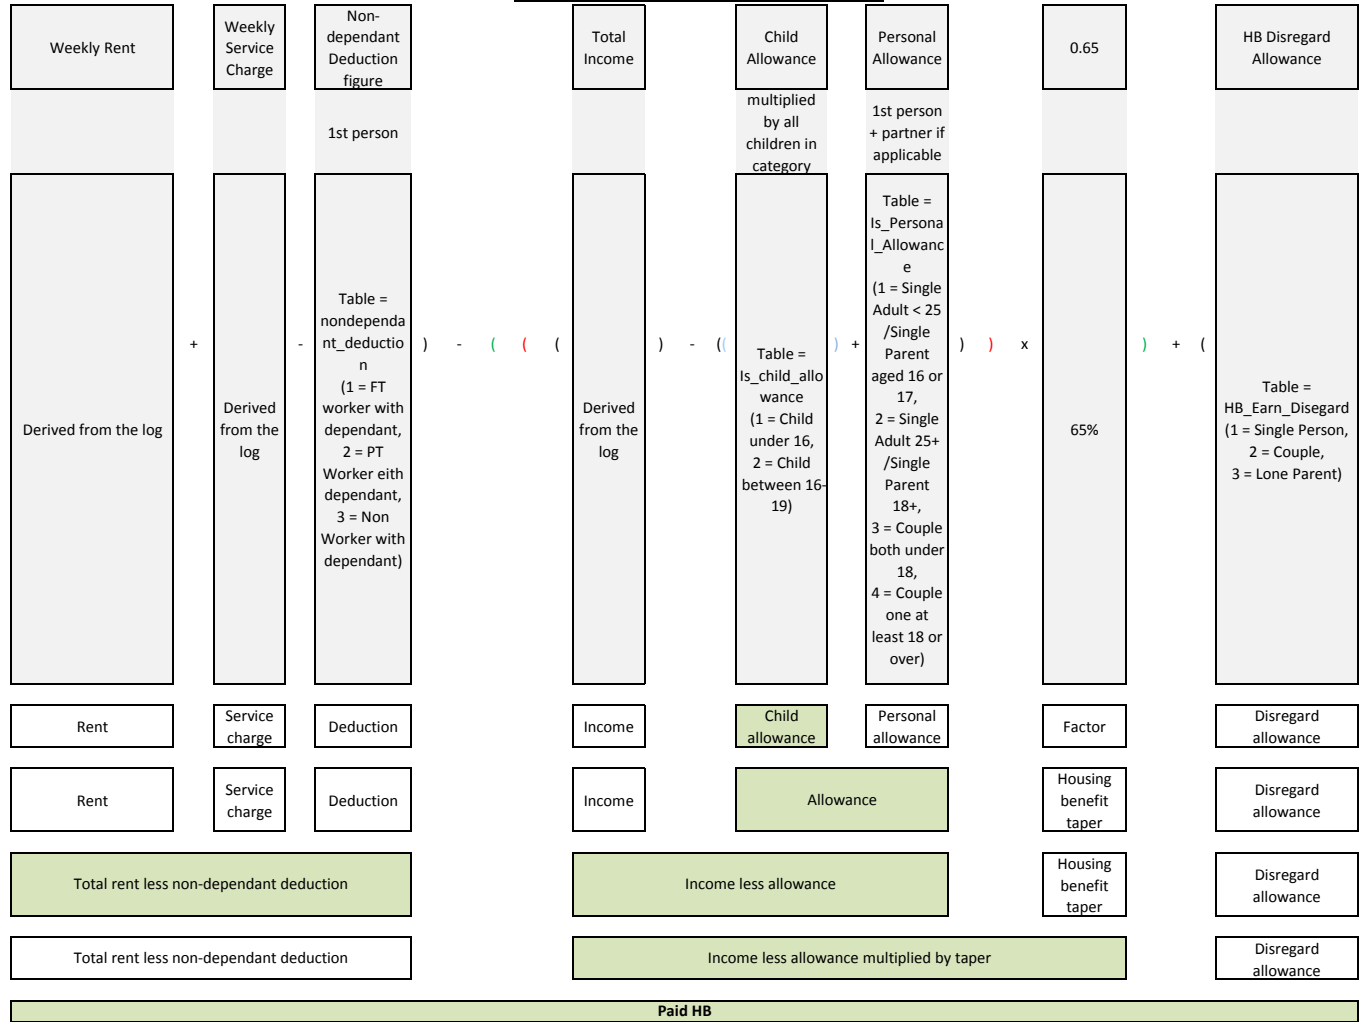 Weekly Rent
Weekly
Service
Charge
Non-
dependant
Deduction
figure
Total
Income
Child
Allowance
Personal
Allowance
0.65
HB Disregard
Allowance
1st person
multiplied
by all
children in
category
1st person
+ partner if
applicable
Derived from the log
+
Derived
from the
log
-
Table =
nondependa
nt_deductio
n
(1 = FT
worker with
dependant,
2 = PT
Worker eith
dependant,
3 = Non
Worker with
dependant)
) - ( ( (
Derived
from the
log
) - ((
Table =
Is_child_allo
wance
(1 = Child
under 16,
2 = Child
between 16-
19)
) +
Table =
Is_Persona
l_Allowanc
e
(1 = Single
Adult < 25
/Single
Parent
aged 16 or
17,
2 = Single
Adult 25+
/Single
Parent
18+,
3 = Couple
both under
18,
4 = Couple
one at
least 18 or
over)
) ) x
65%
) + (
Table =
HB_Earn_Disegard
(1 = Single Person,
2 = Couple,
3 = Lone Parent)
Rent
Service
charge
Deduction
Income
Child
allowance
Personal
allowance
Factor
Disregard
allowance
Rent
Service
charge
Deduction
Income
Allowance
Housing
benefit
taper
Disregard
allowance
Total rent less non-dependant deduction
Income less allowance
Housing
benefit
taper
Disregard
allowance
Total rent less non-dependant deduction
Income less allowance multiplied by taper
Disregard
allowance
Paid HB